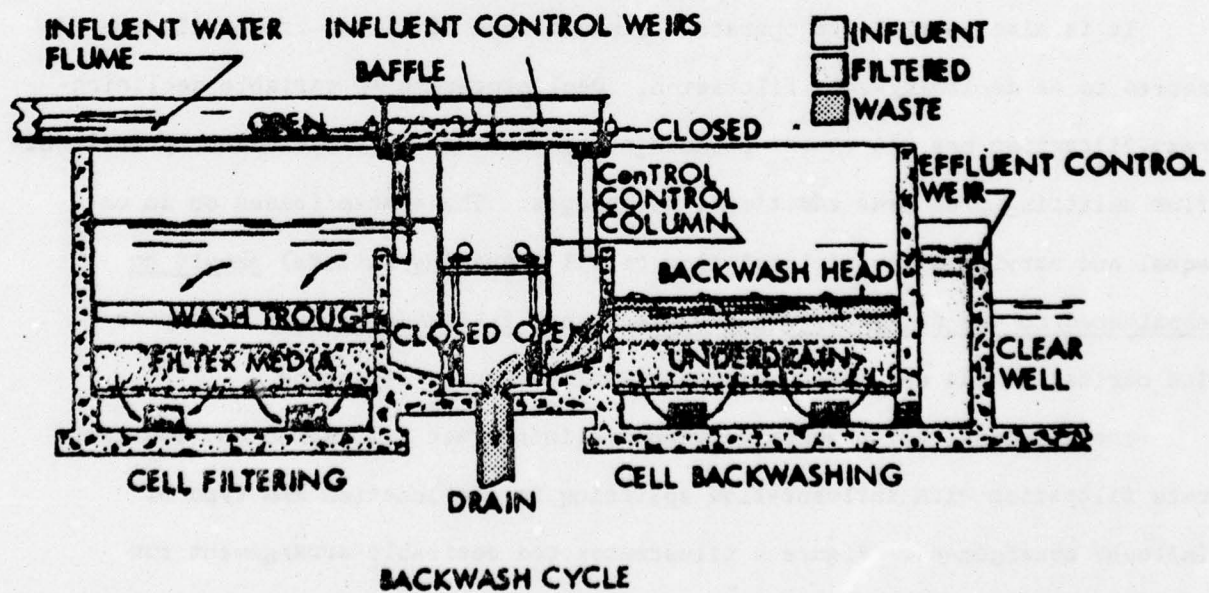 INFLUENT WATER
FLUME
INFLUENT CONTROL WEIRS
BAFFLE
INFLUENT
FILTERED
WASTE
OPEN
CLOSED
EFFLUENT CONTROL
WEIR
ConTROL
CONTROL
COLUMN
BACKWASH HEAD
WASH TROUGH
CLOSED OPEN
FILTER MEDIA
UNDERDRAIN
CLEAR
WELL
CELL FILTERING
CELL BACKWASHING
DRAIN
BACKWASH CYCLE